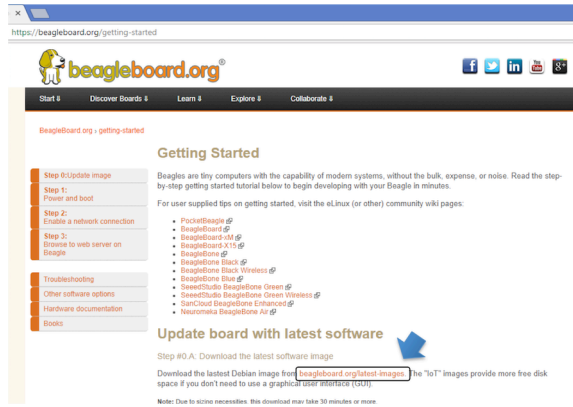 https://beagleboard.org/getting-started
beagleboard.org®
Start ⇓ Discover Boards ⇓ Learn ⇓ Explore ⇓ Collaborate ⇓
BeagleBoard.org › getting-started
Getting Started
Step 0:Update image
Step 1:
Power and boot
Step 2:
Enable a network connection
Step 3:
Browse to web server on
Beagle
Troubleshooting
Other software options
Hardware documentation
Books
Beagles are tiny computers with the capability of modern systems, without the bulk, expense, or noise. Read the step-
by-step getting started tutorial below to begin developing with your Beagle in minutes.
For user supplied tips on getting started, visit the eLinux (or other) community wiki pages:
PocketBeagle
BeagleBoard
BeagleBoard-xM
BeagleBoard-X15
BeagleBone
BeagleBone Black
BeagleBone Black Wireless
BeagleBone Blue
SeeedStudio BeagleBone Green
SeeedStudio BeagleBone Green Wireless
SanCloud BeagleBone Enhanced
Neuromeka BeagleBone Air
Update board with latest software
Step #0.A: Download the latest software image
Download the lastest Debian image from beagleboard.org/latest-images. The "IoT" images provide more free disk
space if you don't need to use a graphical user interface (GUI).
Note: Due to sizing necessities, this download may take 30 minutes or more.